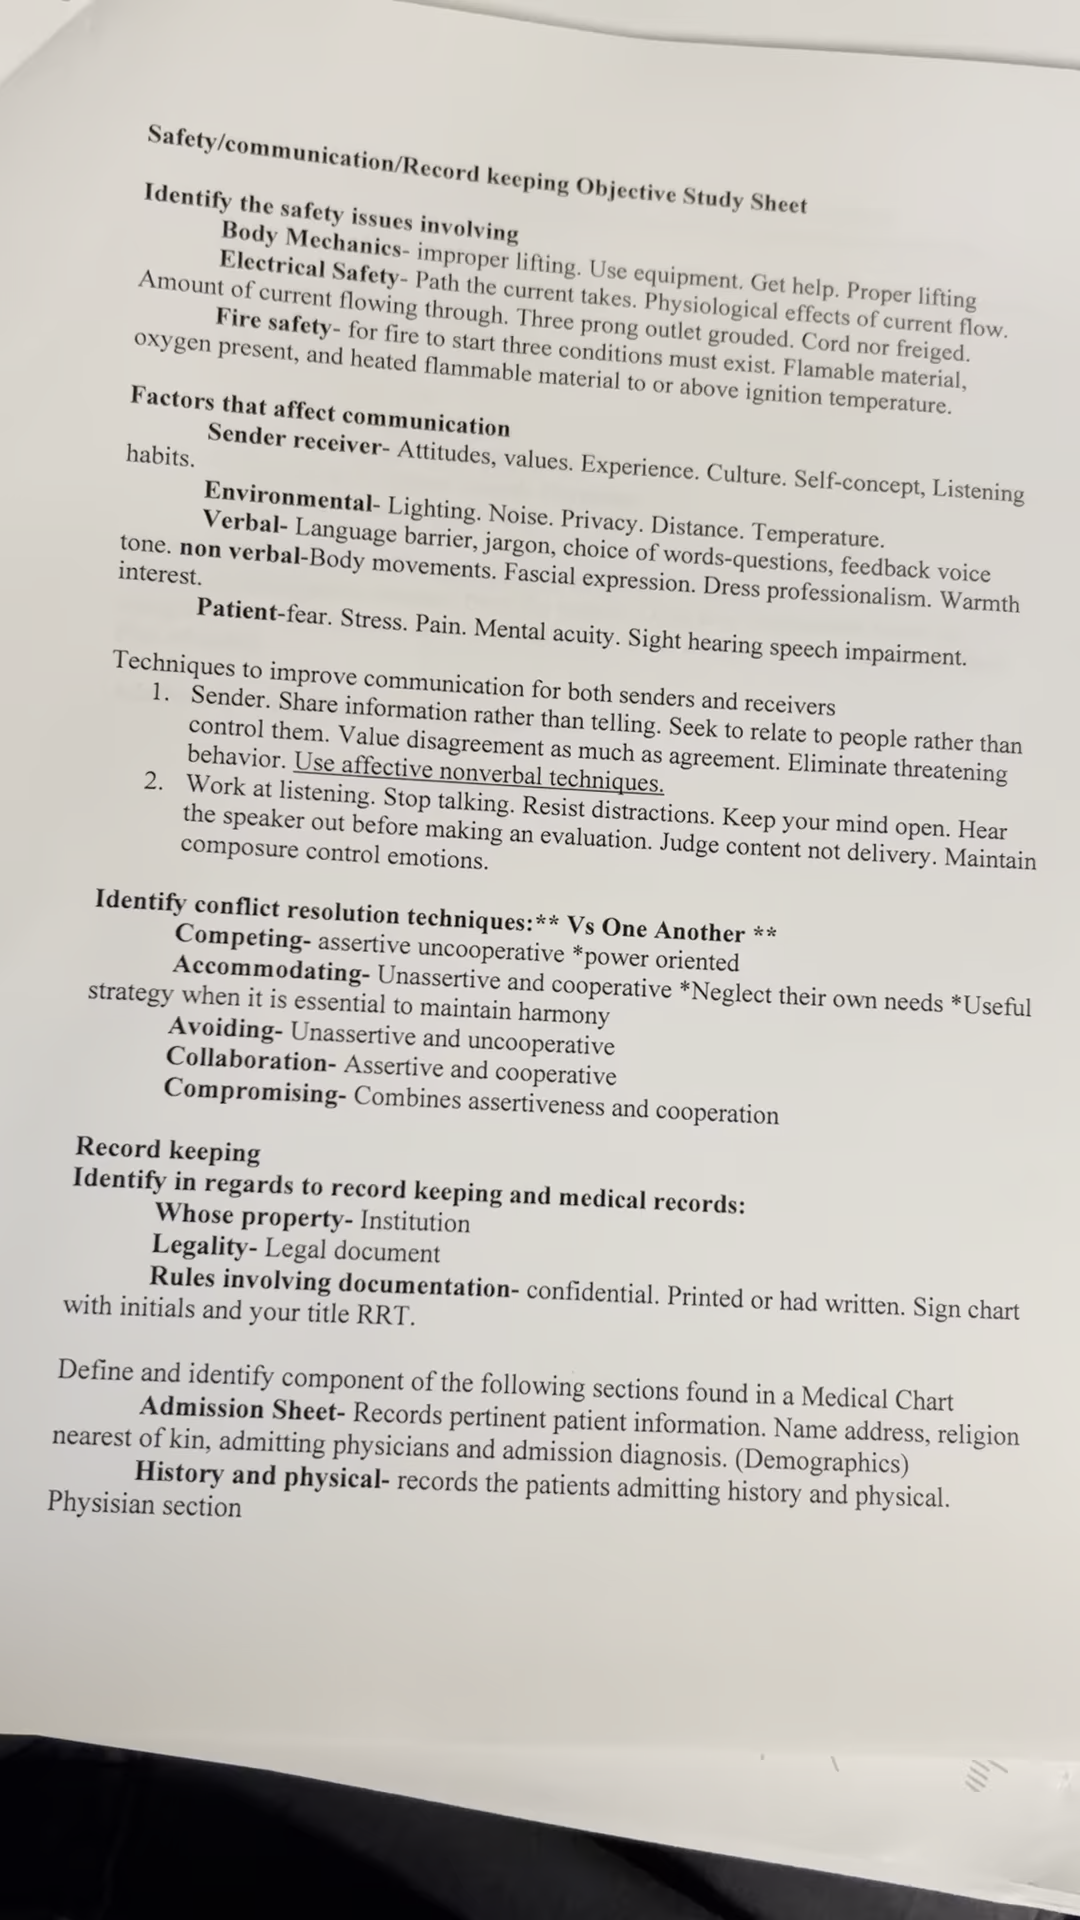 Safety/communication/Record keeping Objective Study Sheet
Identify the safety issues involving
Body Mechanics- improper lifting. Use equipment. Get help. Proper lifting
Electrical Safety- Path the current takes. Physiological effects of current flow.
Amount of current flowing through. Three prong outlet grouded. Cord nor freiged.
Fire safety- for fire to start three conditions must exist. Flamable material,
oxygen present, and heated flammable material to or above ignition temperature.
Factors that affect communication
Sender receiver- Attitudes, values. Experience. Culture. Self-concept, Listening
habits.
Environmental- Lighting. Noise. Privacy. Distance. Temperature.
Verbal- Language barrier, jargon, choice of words-questions, feedback voice
tone. non verbal-Body movements. Fascial expression. Dress professionalism. Warmth
interest.
Patient-fear. Stress. Pain. Mental acuity. Sight hearing speech impairment.
Techniques to improve communication for both senders and receivers
1. Sender. Share information rather than telling. Seek to relate to people rather than
control them. Value disagreement as much as agreement. Eliminate threatening
behavior. Use affective nonverbal techniques.
2. Work at listening. Stop talking. Resist distractions. Keep your mind open. Hear
the speaker out before making an evaluation. Judge content not delivery. Maintain
composure control emotions.
Identify conflict resolution techniques:** Vs One Another **
Competing- assertive uncooperative *power oriented
Accommodating- Unassertive and cooperative *Neglect their own needs *Useful
strategy when it is essential to maintain harmony
Avoiding- Unassertive and uncooperative
Collaboration- Assertive and cooperative
Compromising- Combines assertiveness and cooperation
Record keeping
Identify in regards to record keeping and medical records:
Whose property- Institution
Legality- Legal document
Rules involving documentation- confidential. Printed or had written. Sign chart
with initials and your title RRT.
Define and identify component of the following sections found in a Medical Chart
Admission Sheet- Records pertinent patient information. Name address, religion
nearest of kin, admitting physicians and admission diagnosis. (Demographics)
History and physical- records the patients admitting history and physical.
Physisian section